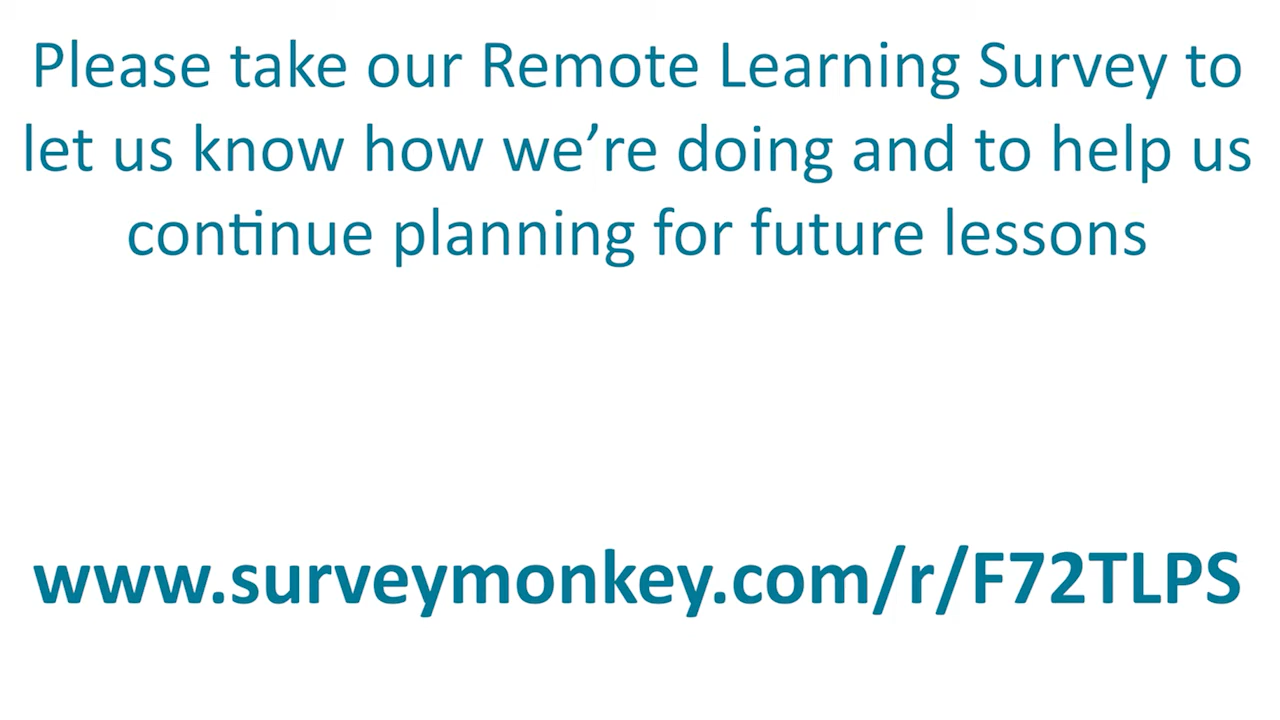 Please take our Remote Learning Survey to
let us know how we’re doing and to help us
continue planning for future lessons
www.surveymonkey.com/r/F72TLPS